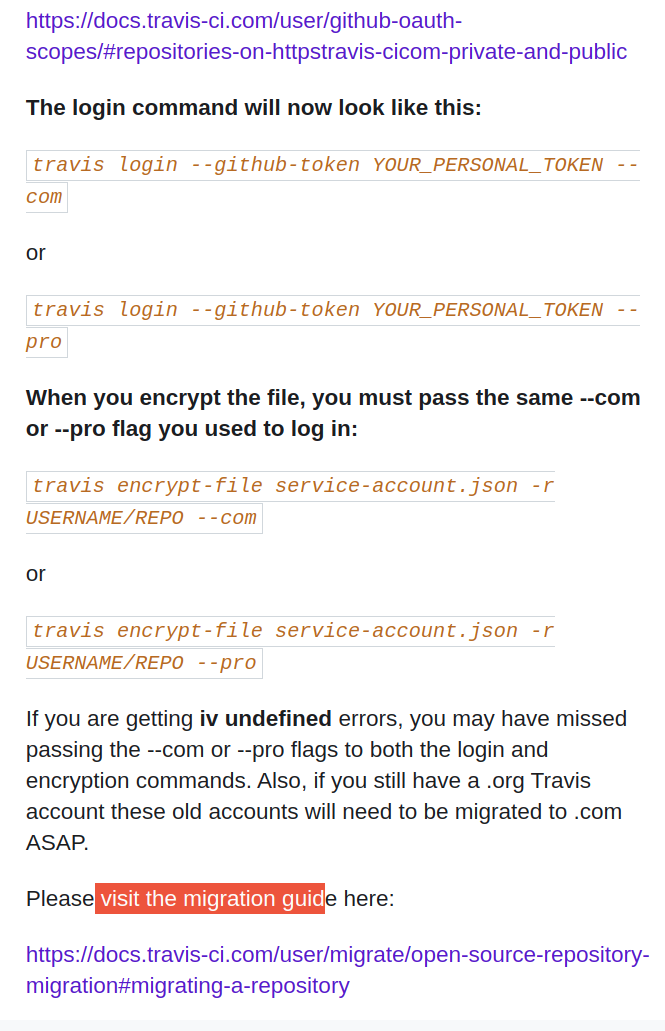 https://docs.travis-ci.com/user/github-oauth-
scopes/#repositories-on-httpstravis-cicom-private-and-public
The login command will now look like this:
travis login --github-token YOUR_PERSONAL_TOKEN --
com
or
travis login --github-token YOUR_PERSONAL_TOKEN --
pro
When you encrypt the file, you must pass the same --com
or --pro flag you used to log in:
travis encrypt-file service-account.json -r
USERNAME/REPO --com
or
travis encrypt-file service-account.json -r
USERNAME/REPO --pro
If you are getting iv undefined errors, you may have missed
passing the --com or --pro flags to both the login and
encryption commands. Also, if you still have a .org Travis
account these old accounts will need to be migrated to .com
ASAP.
Please visit the migration guide here:
https://docs.travis-ci.com/user/migrate/open-source-repository-
migration#migrating-a-repository